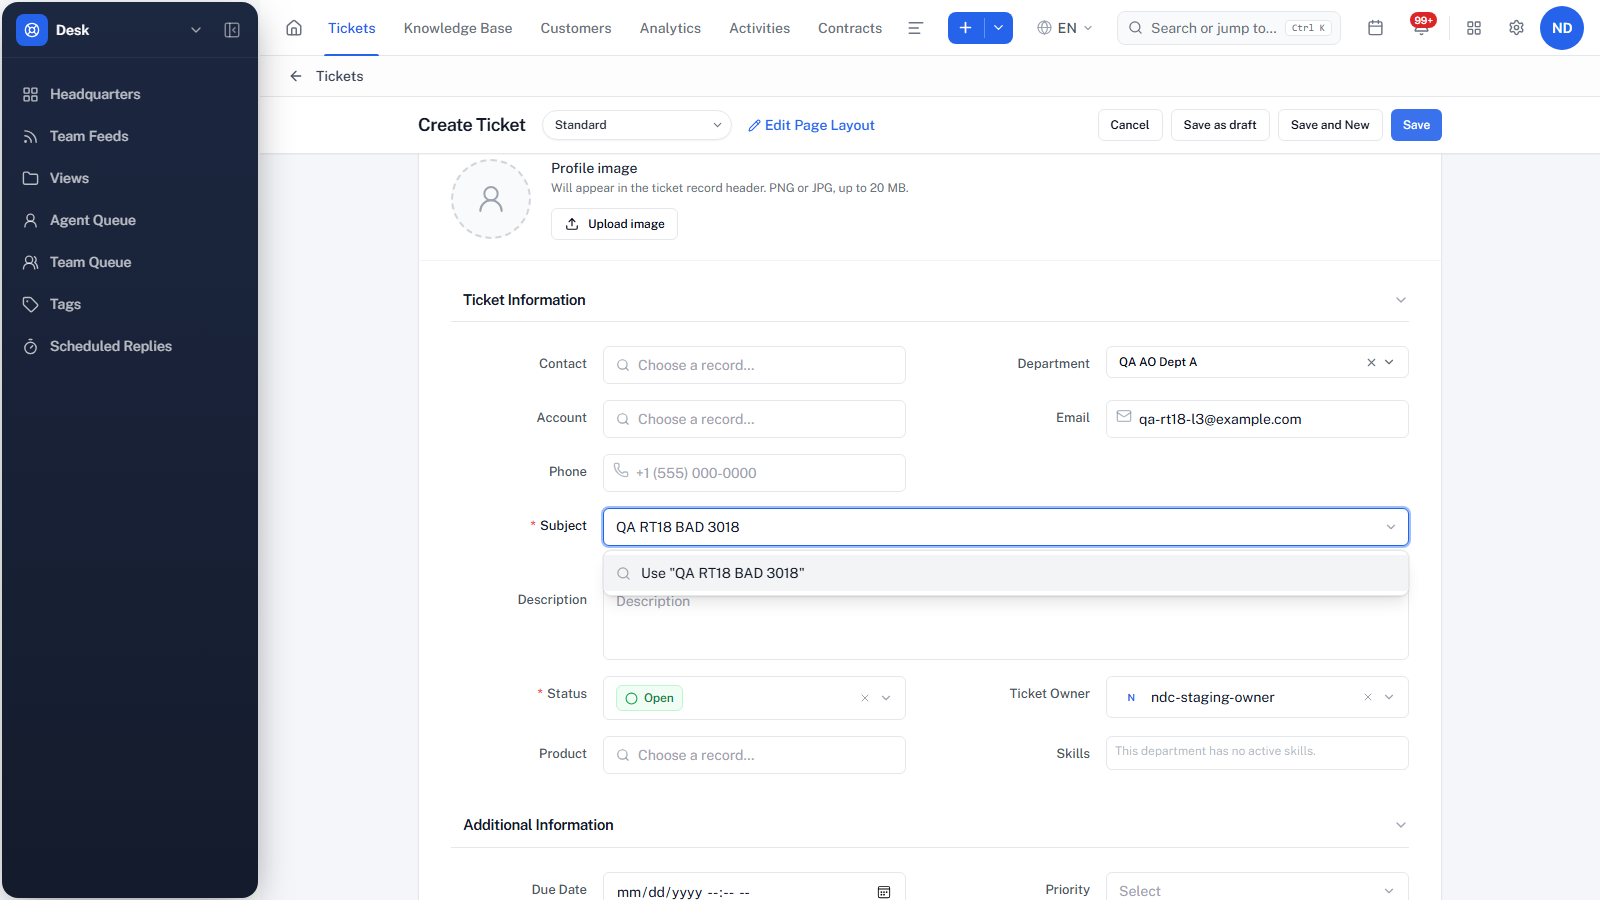 Desk
Headquarters
Team Feeds
Views
Agent Queue
Team Queue
Tags
Scheduled Replies
Tickets
Knowledge Base
Customers
Analytics
Activities
Contracts
EN
Search or jump to...
Ctrl K
99+
ND
Tickets
Create Ticket
Standard
Edit Page Layout
Cancel
Save as draft
Save and New
Save
Profile image
Will appear in the ticket record header. PNG or JPG, up to 20 MB.
Upload image
Ticket Information
Contact
Choose a record...
Department
QA AO Dept A
Account
Choose a record...
Email
qa-rt18-l3@example.com
Phone
+1 (555) 000-0000
* Subject
QA RT18 BAD 3018
Use "QA RT18 BAD 3018"
Description
Description
* Status
Open
Ticket Owner
N
ndc-staging-owner
Product
Choose a record...
Skills
This department has no active skills.
Additional Information
Due Date
mm/dd/yyyy --:-- --
Priority
Select